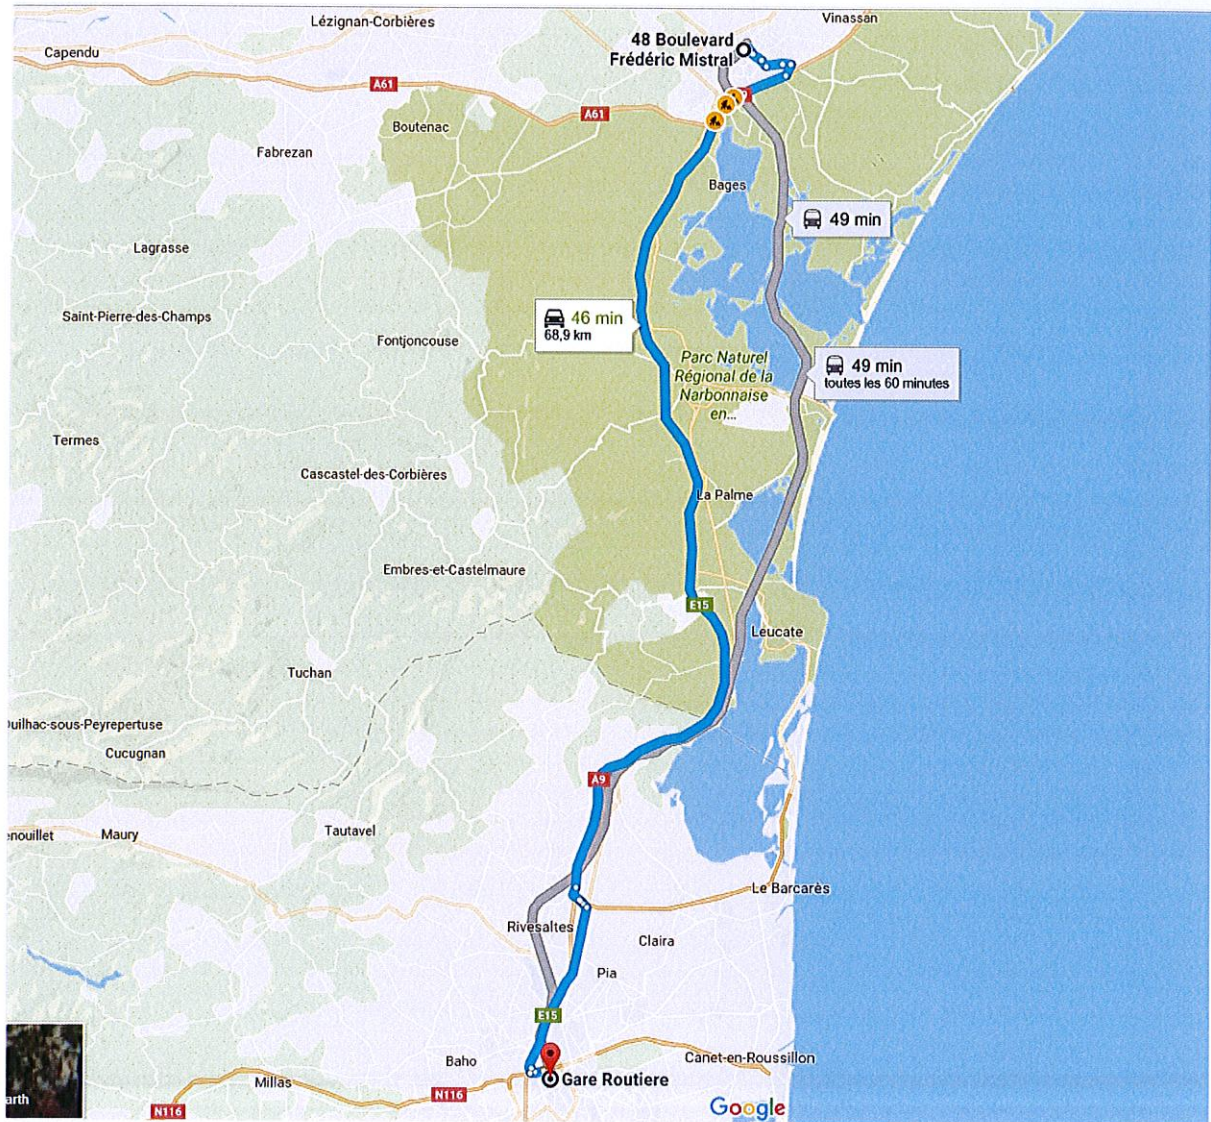 Vinassan
Lézignan-Corbières
48 Boulevard
Frédéric Mistral
Capendu
A61
A61
Boutenac
Fabrezan
Bages
49 min
Lagrasse
46 min
68,9 km
Saint-Pierre-des-Champs
Fontjoncouse
Parc Naturel
Régional de la
Narbonnaise
en...
49 min
toutes les 60 minutes
Termes
Cascastel-des-Corbières
La Palme
Embres-et-Castelmaure
E15
Leucate
Tuchan
uilhac-sous-Peyrepertuse
Cucugnan
A9
Tautavel
enouillet
Maury
Le Barcarès
Rivesaltes
Claira
Pia
E15
Baho
Canet-en-Roussillon
Gare Routiere
Millas
N116
N116
arth
Google